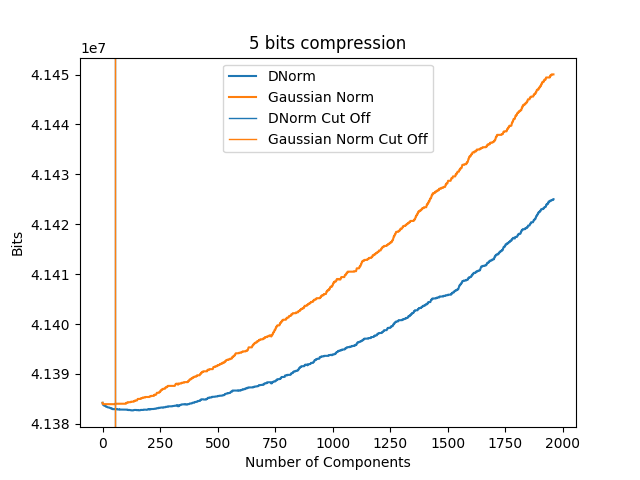 5 bits compression
1e7
DNorm
Gaussian Norm
DNorm Cut Off
Gaussian Norm Cut Off
4.145
4.144
4.143
4.142
4.141
4.140
4.139
4.138
Bits
0 250 500 750 1000 1250 1500 1750 2000
Number of Components